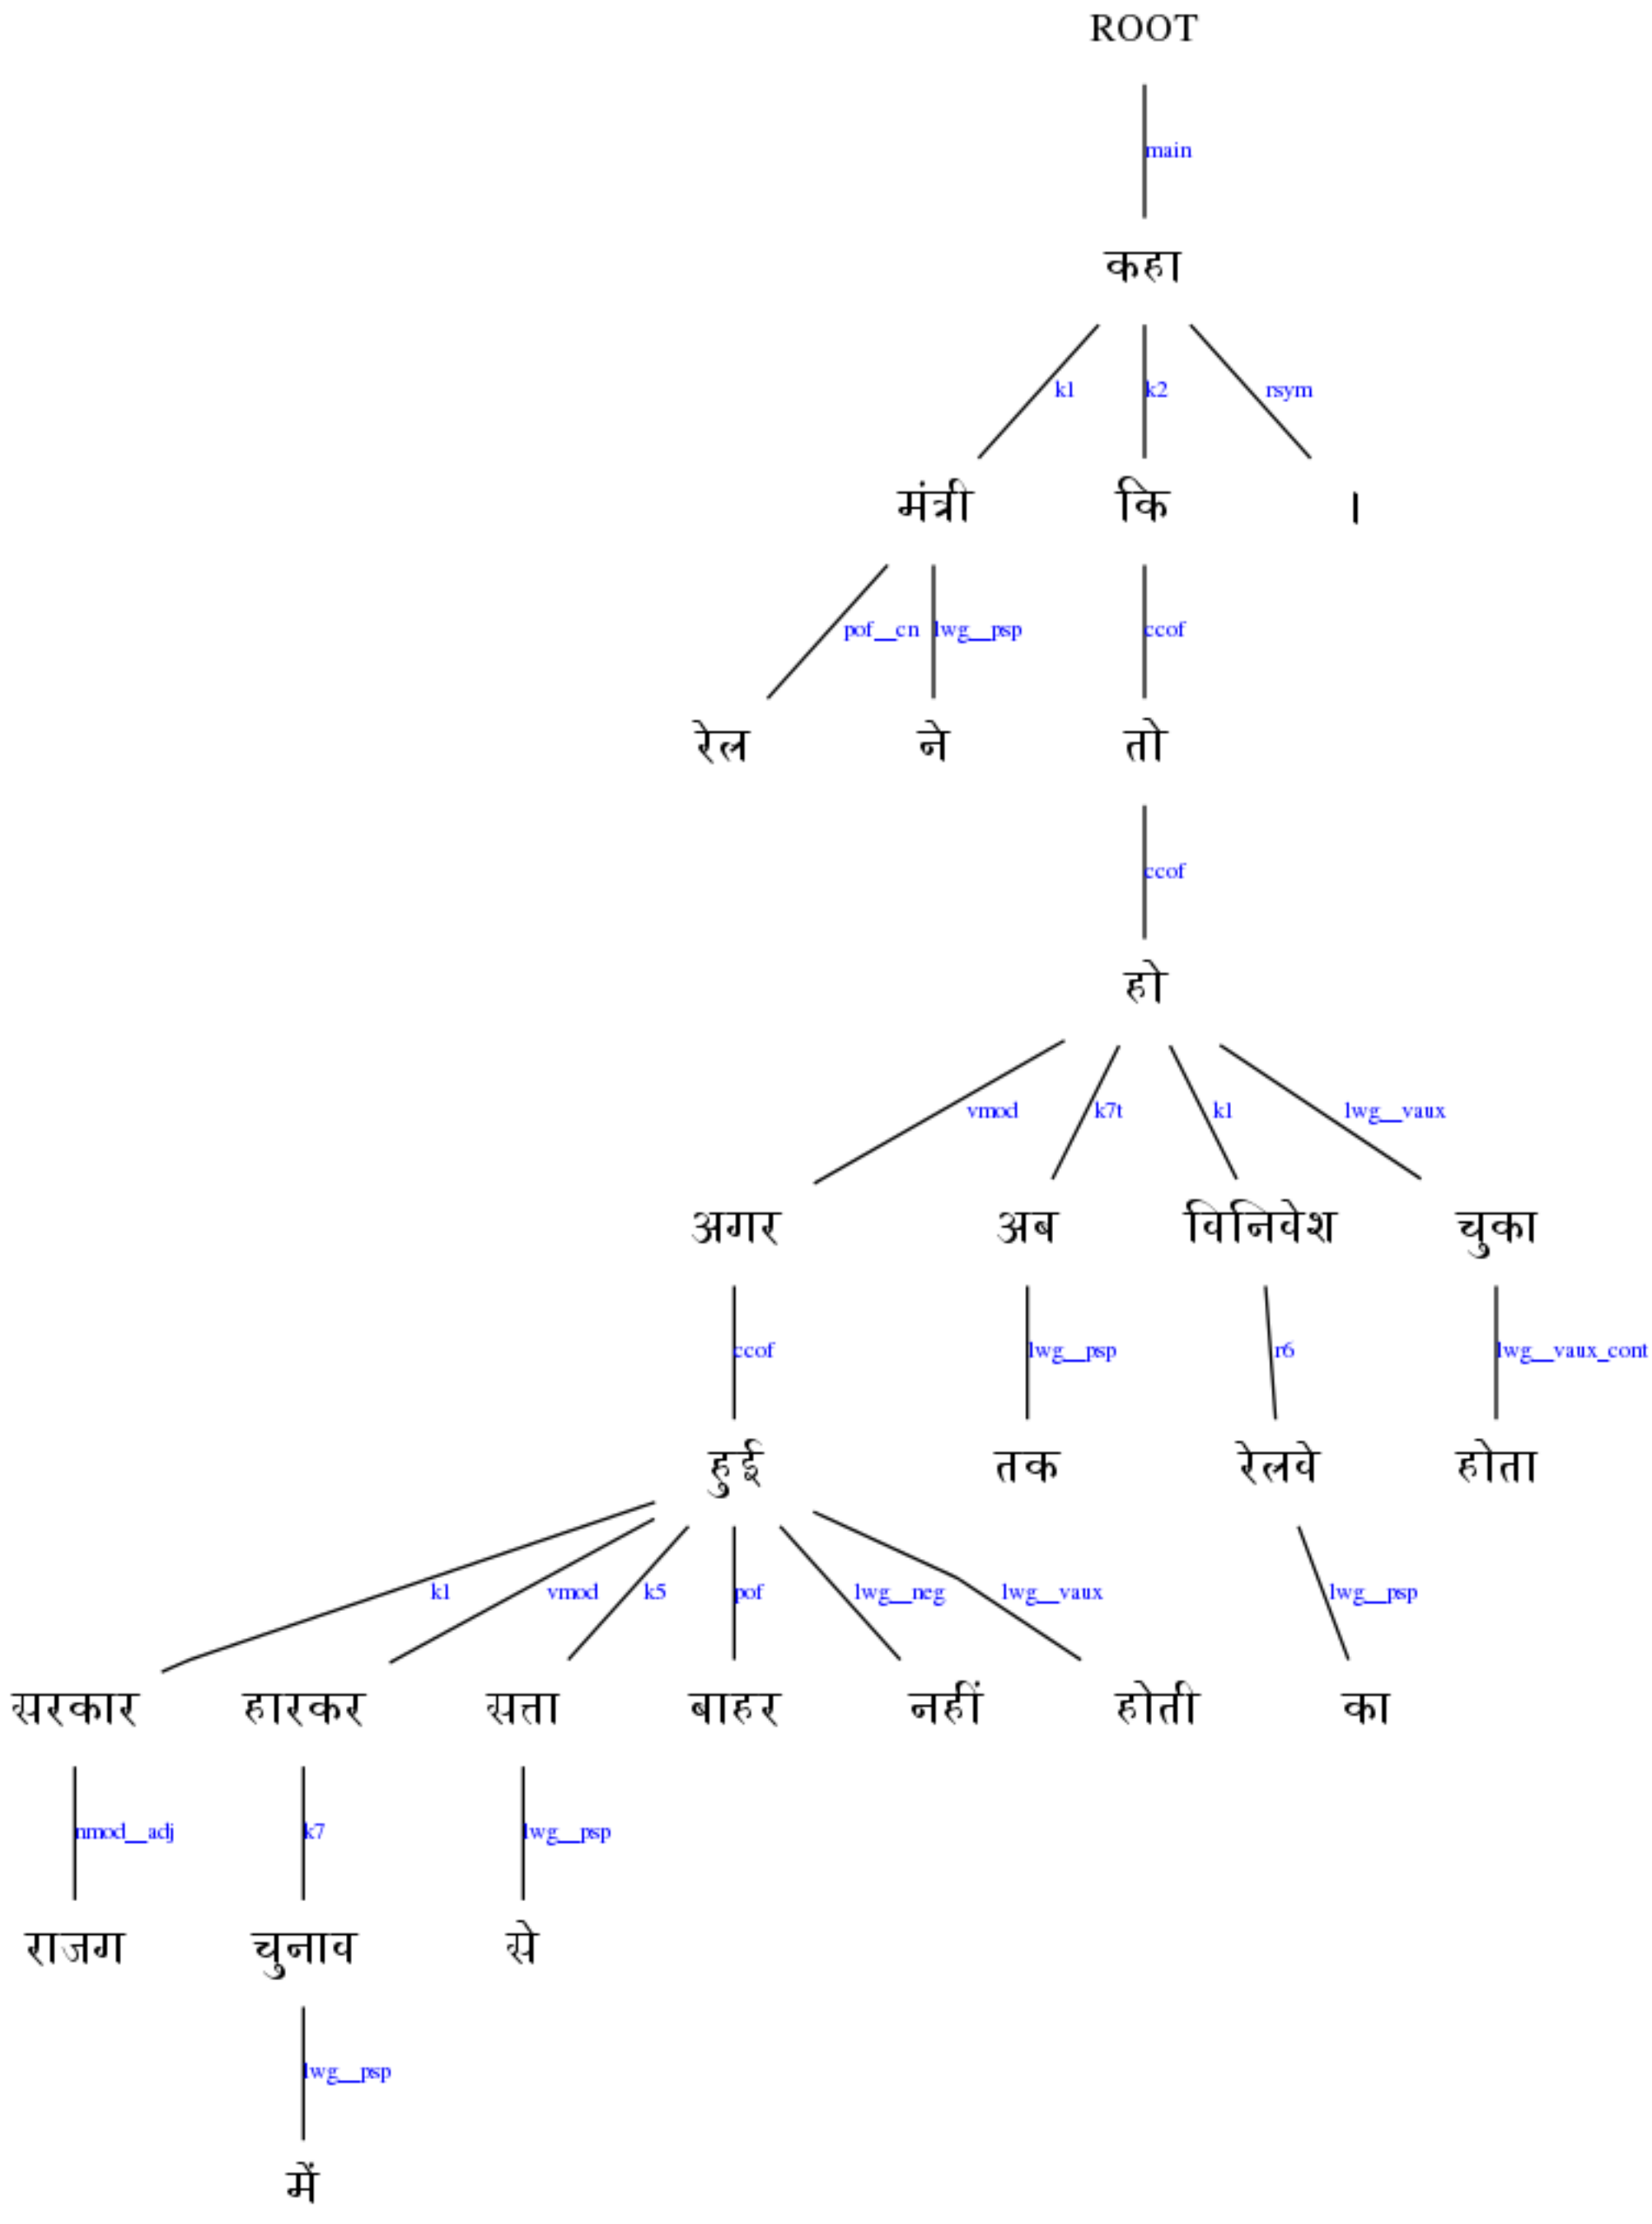 ROOT
main
कहा
k1 k2 rsym
मंत्री कि ।
pof__cn lwg__psp ccof
रेल ने तो
ccof
हो
vmod k7t k1 lwg__vaux
अगर अब विनिवेश चुका
ccof lwg__psp r6 lwg__vaux_cont
हुई तक रेलवे होता
k1 vmod k5 pof lwg__neg lwg__vaux lwg__psp
सरकार हारकर सत्ता बाहर नहीं होती का
nmod__adj k7 lwg__psp
राजग चुनाव से
lwg__psp
में